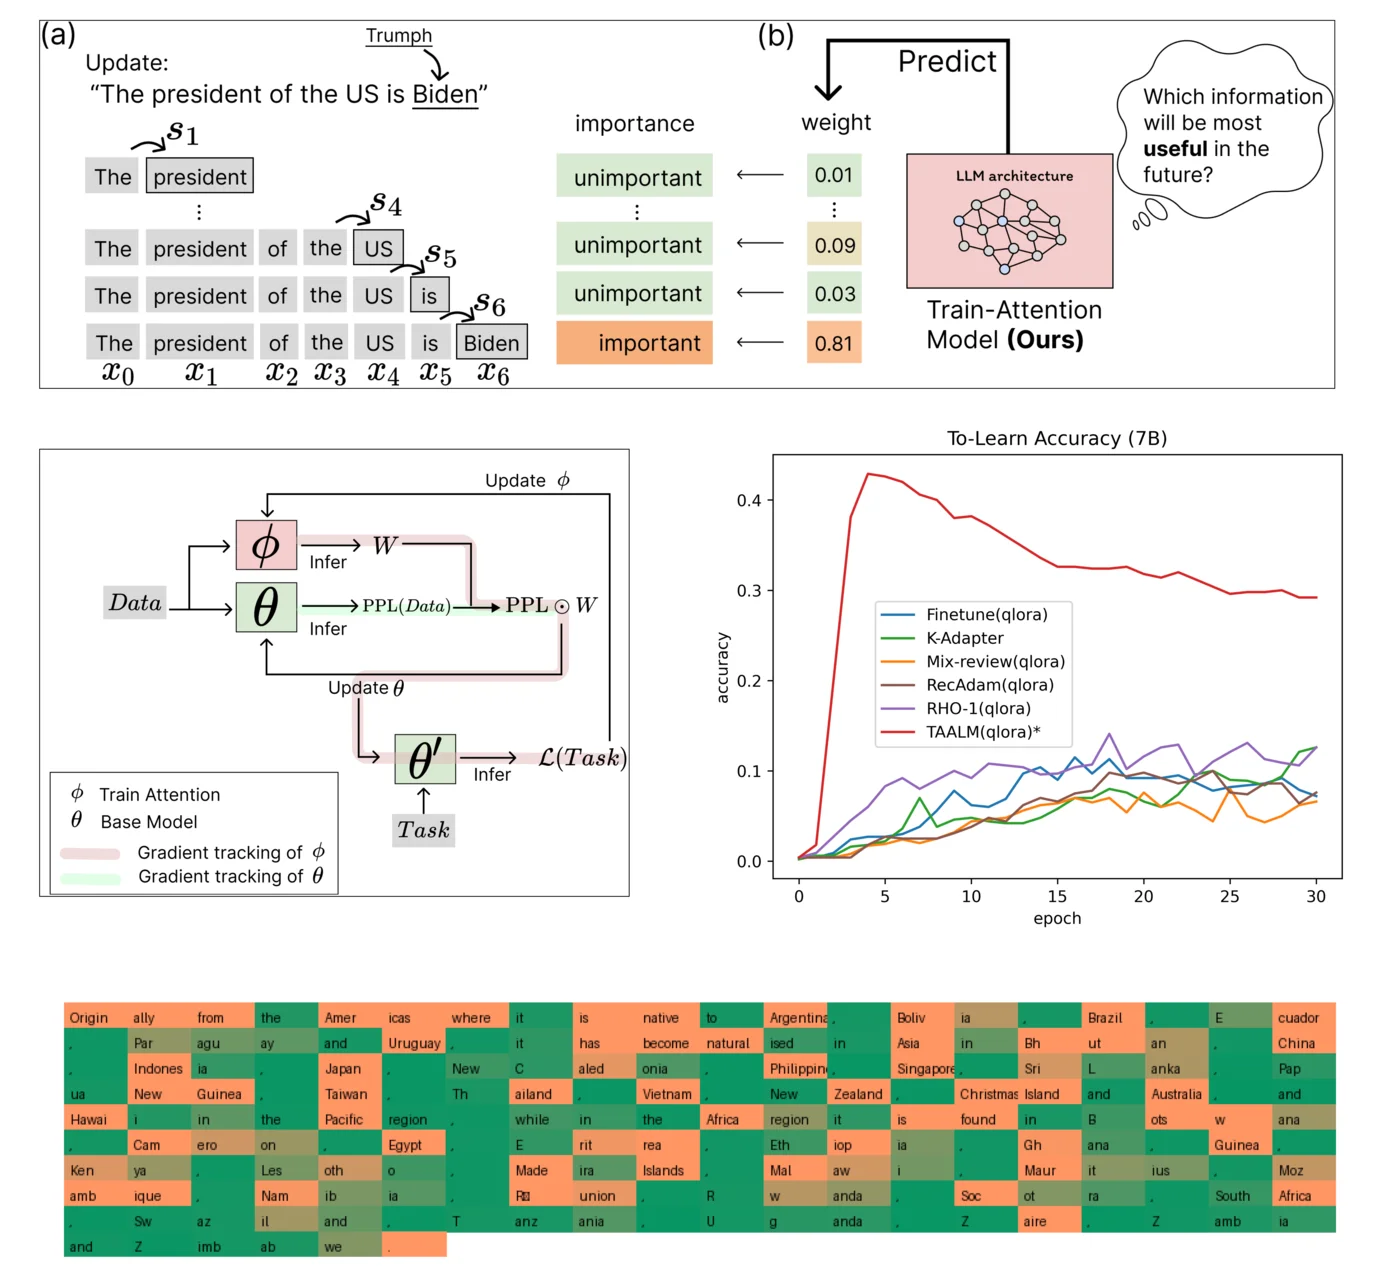 (a)
Trumph
Update:
“The president of the US is Biden”
s1
The president
⋮
s4
The president of the US
s5
The president of the US is
s6
The president of the US is Biden
x0 x1 x2 x3 x4 x5 x6
(b)
Predict
importance weight
unimportant 0.01
⋮ ⋮
unimportant 0.09
unimportant 0.03
important 0.81
LLM architecture
Train-Attention
Model (Ours)
Which information
will be most
useful in the
future?
Update ϕ
ϕ Infer W
Data
θ Infer PPL(Data) PPL ⊙ W
Update θ
θ′ Infer ℒ(Task)
Task
ϕ Train Attention
θ Base Model
Gradient tracking of ϕ
Gradient tracking of θ
To-Learn Accuracy (7B)
accuracy
0.4
0.3
0.2
0.1
0.0
Finetune(qlora)
K-Adapter
Mix-review(qlora)
RecAdam(qlora)
RHO-1(qlora)
TAALM(qlora)*
0 5 10 15 20 25 30
epoch
Origin ally from the Amer icas where it is native to Argentina , Boliv ia , Brazil , E cuador
, Par agu ay and Uruguay , it has become natural ised in Asia in Bh ut an , China
, Indones ia , Japan , New C aled onia , Philippin , Singapore , Sri L anka , Pap
ua New Guinea , Taiwan , Th ailand , Vietnam , New Zealand , Christmas Island and Australia , and
Hawai i in the Pacific region , while in the Africa region it is found in B ots w ana
, Cam ero on , Egypt , E rit rea , Eth iop ia , Gh ana , Guinea ,
Ken ya , Les oth o , Made ira Islands , Mal aw i , Maur it ius , Moz
amb ique , Nam ib ia , union , R w anda , Soc ot ra , South Africa
, Sw az il and , T anz ania , U g anda , Z aire , Z amb ia
and Z imb ab we .